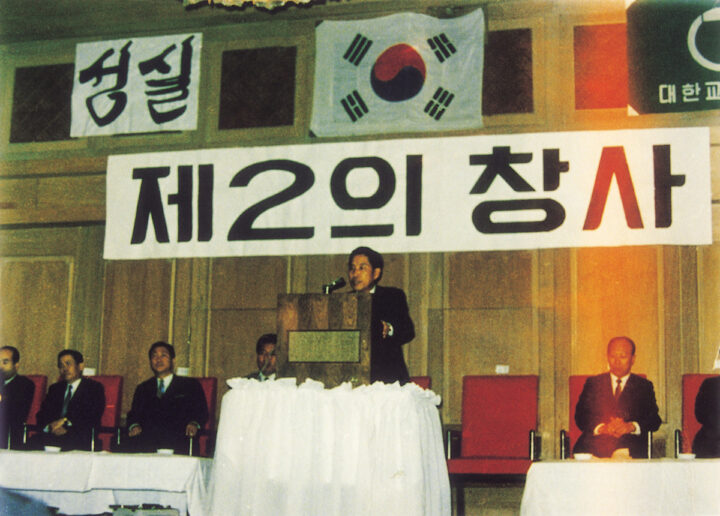 성실
대한교
제2의 창사